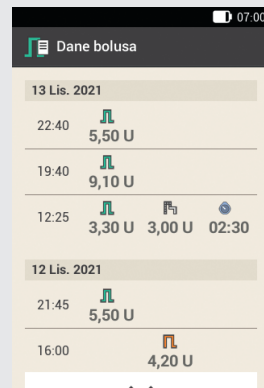 07:00
Dane bolusa
13 Lis. 2021
22:40 5,50 U
19:40 9,10 U
12:25 3,30 U 3,00 U 02:30
12 Lis. 2021
21:45 5,50 U
16:00 4,20 U